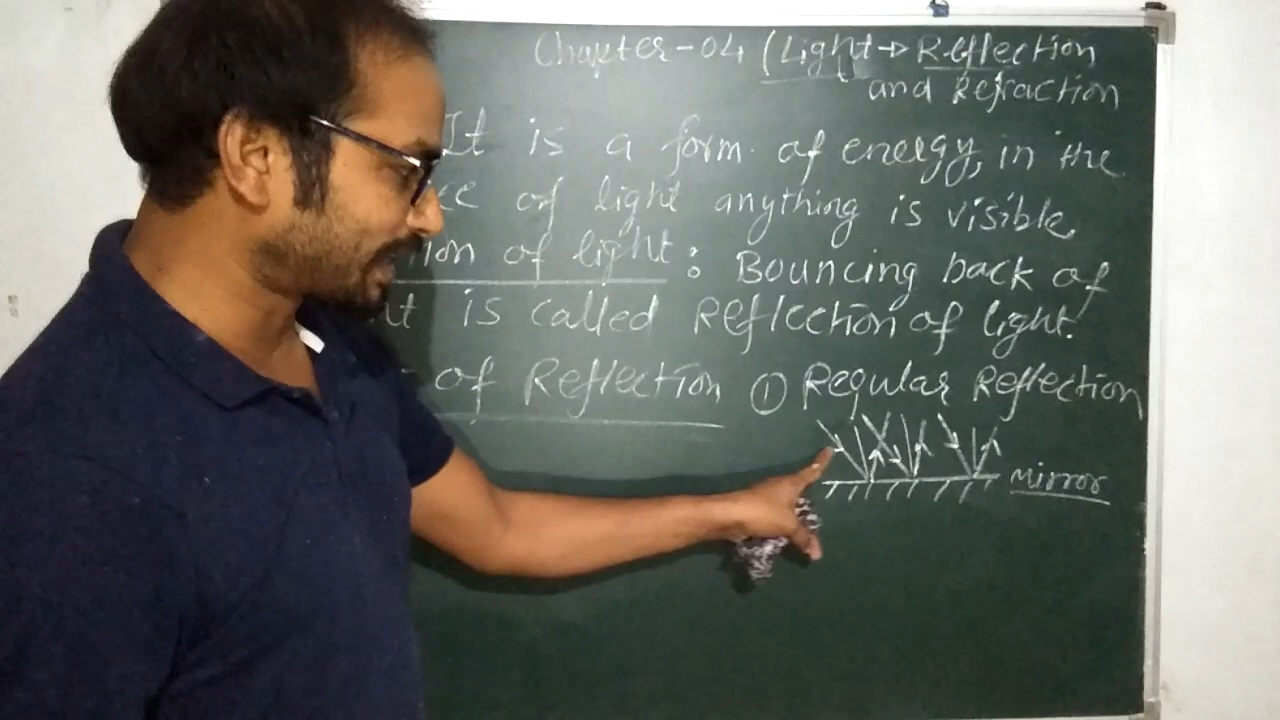 Chapter-04 (Light → Reflection
and Refraction
It is a form of energy, in the
ce of light anything is visible
ion of light: Bouncing back of
is called Reflection of light.
of Reflection ① Regular Reflection
Mirror